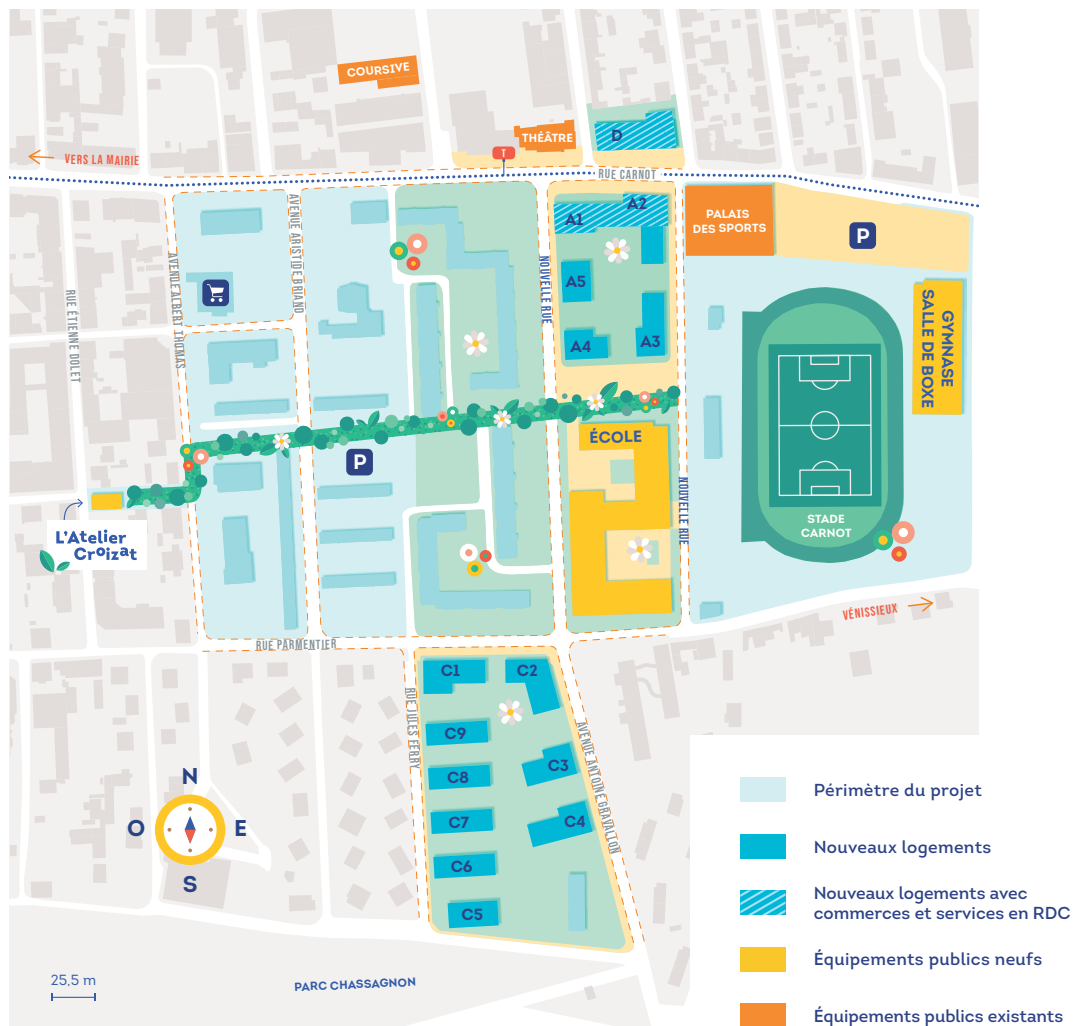 COURSIVE
THÉÂTRE
D
T
VERS LA MAIRIE
RUE CARNOT
A1
A2
PALAIS
DES SPORTS
P
AVENUE ALBERT THOMAS
AVENUE ARISTIDE BRIAND
RUE ÉTIENNE DOLET
NOUVELLE RUE
A5
A4
A3
GYMNASE
SALLE DE BOXE
ÉCOLE
P
NOUVELLE RUE
STADE
CARNOT
L'Atelier
Croizat
VÉNISSIEUX
RUE PARMENTIER
C1
C2
RUE JULES FERRY
C9
C3
AVENUE ANTOINE GRAVALLON
C8
C7
C4
C6
C5
N
O
E
S
25,5 m
PARC CHASSAGNON
Périmètre du projet
Nouveaux logements
Nouveaux logements avec
commerces et services en RDC
Équipements publics neufs
Équipements publics existants